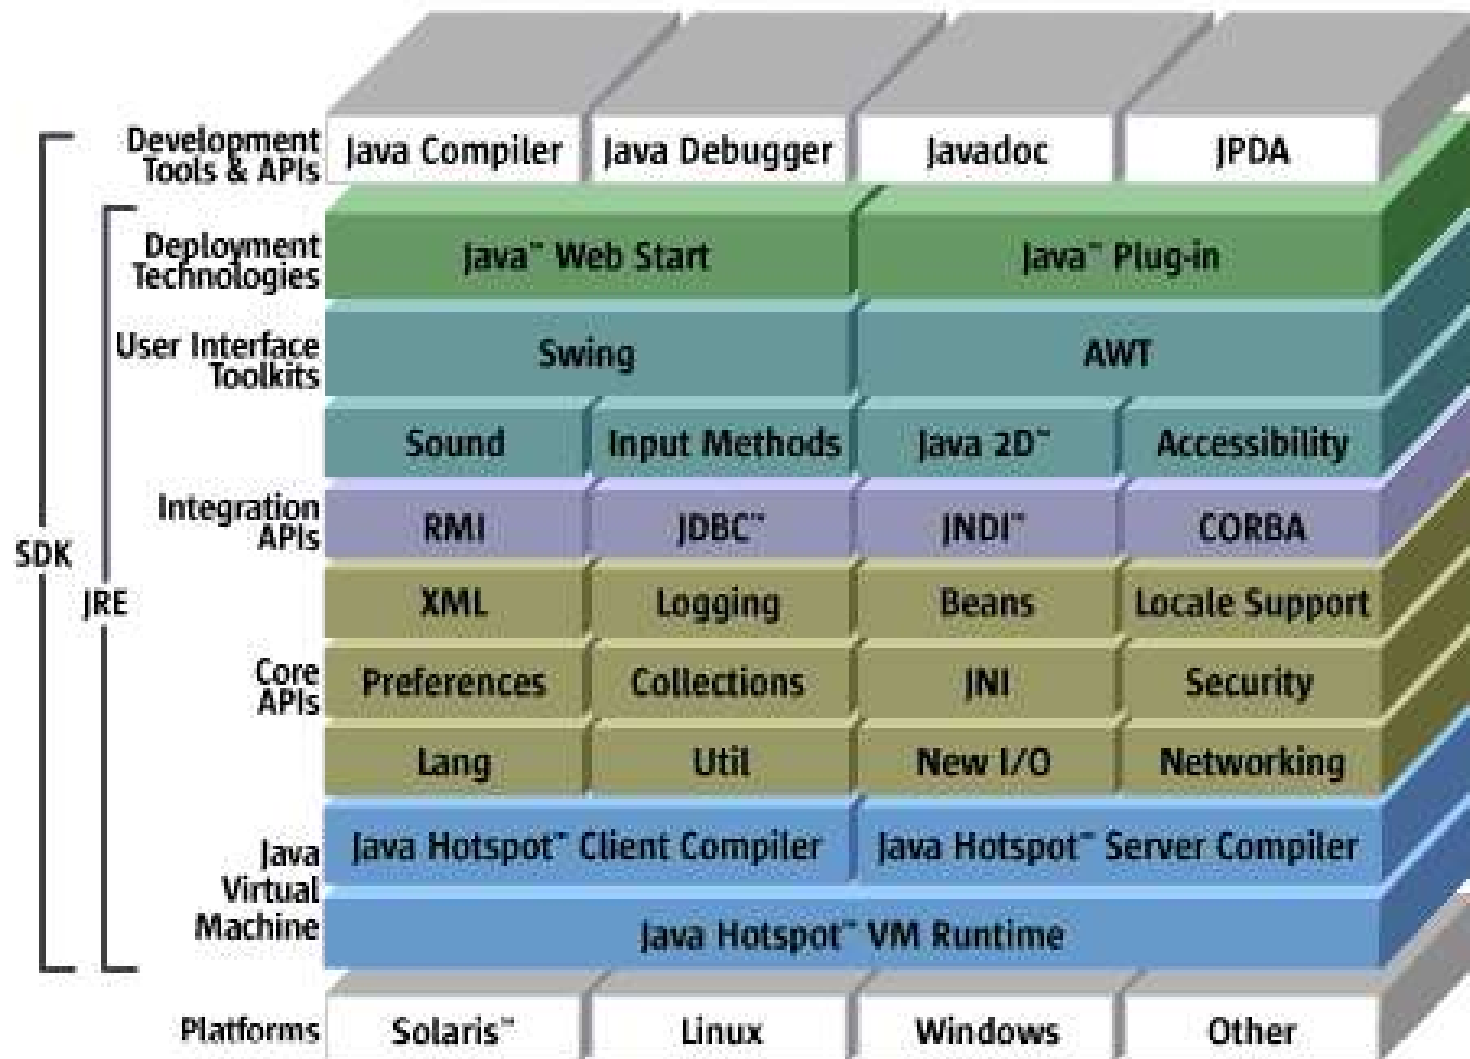 Development
Tools & APIs
Java Compiler
Java Debugger
Javadoc
JPDA
Deployment
Technologies
Java™ Web Start
Java™ Plug-in
User Interface
Toolkits
Swing
AWT
Sound
Input Methods
Java 2D™
Accessibility
Integration
APIs
RMI
JDBC™
JNDI™
CORBA
SDK
JRE
XML
Logging
Beans
Locale Support
Core
APIs
Preferences
Collections
JNI
Security
Lang
Util
New I/O
Networking
Java
Virtual
Machine
Java Hotspot™ Client Compiler
Java Hotspot™ Server Compiler
Java Hotspot™ VM Runtime
Platforms
Solaris™
Linux
Windows
Other